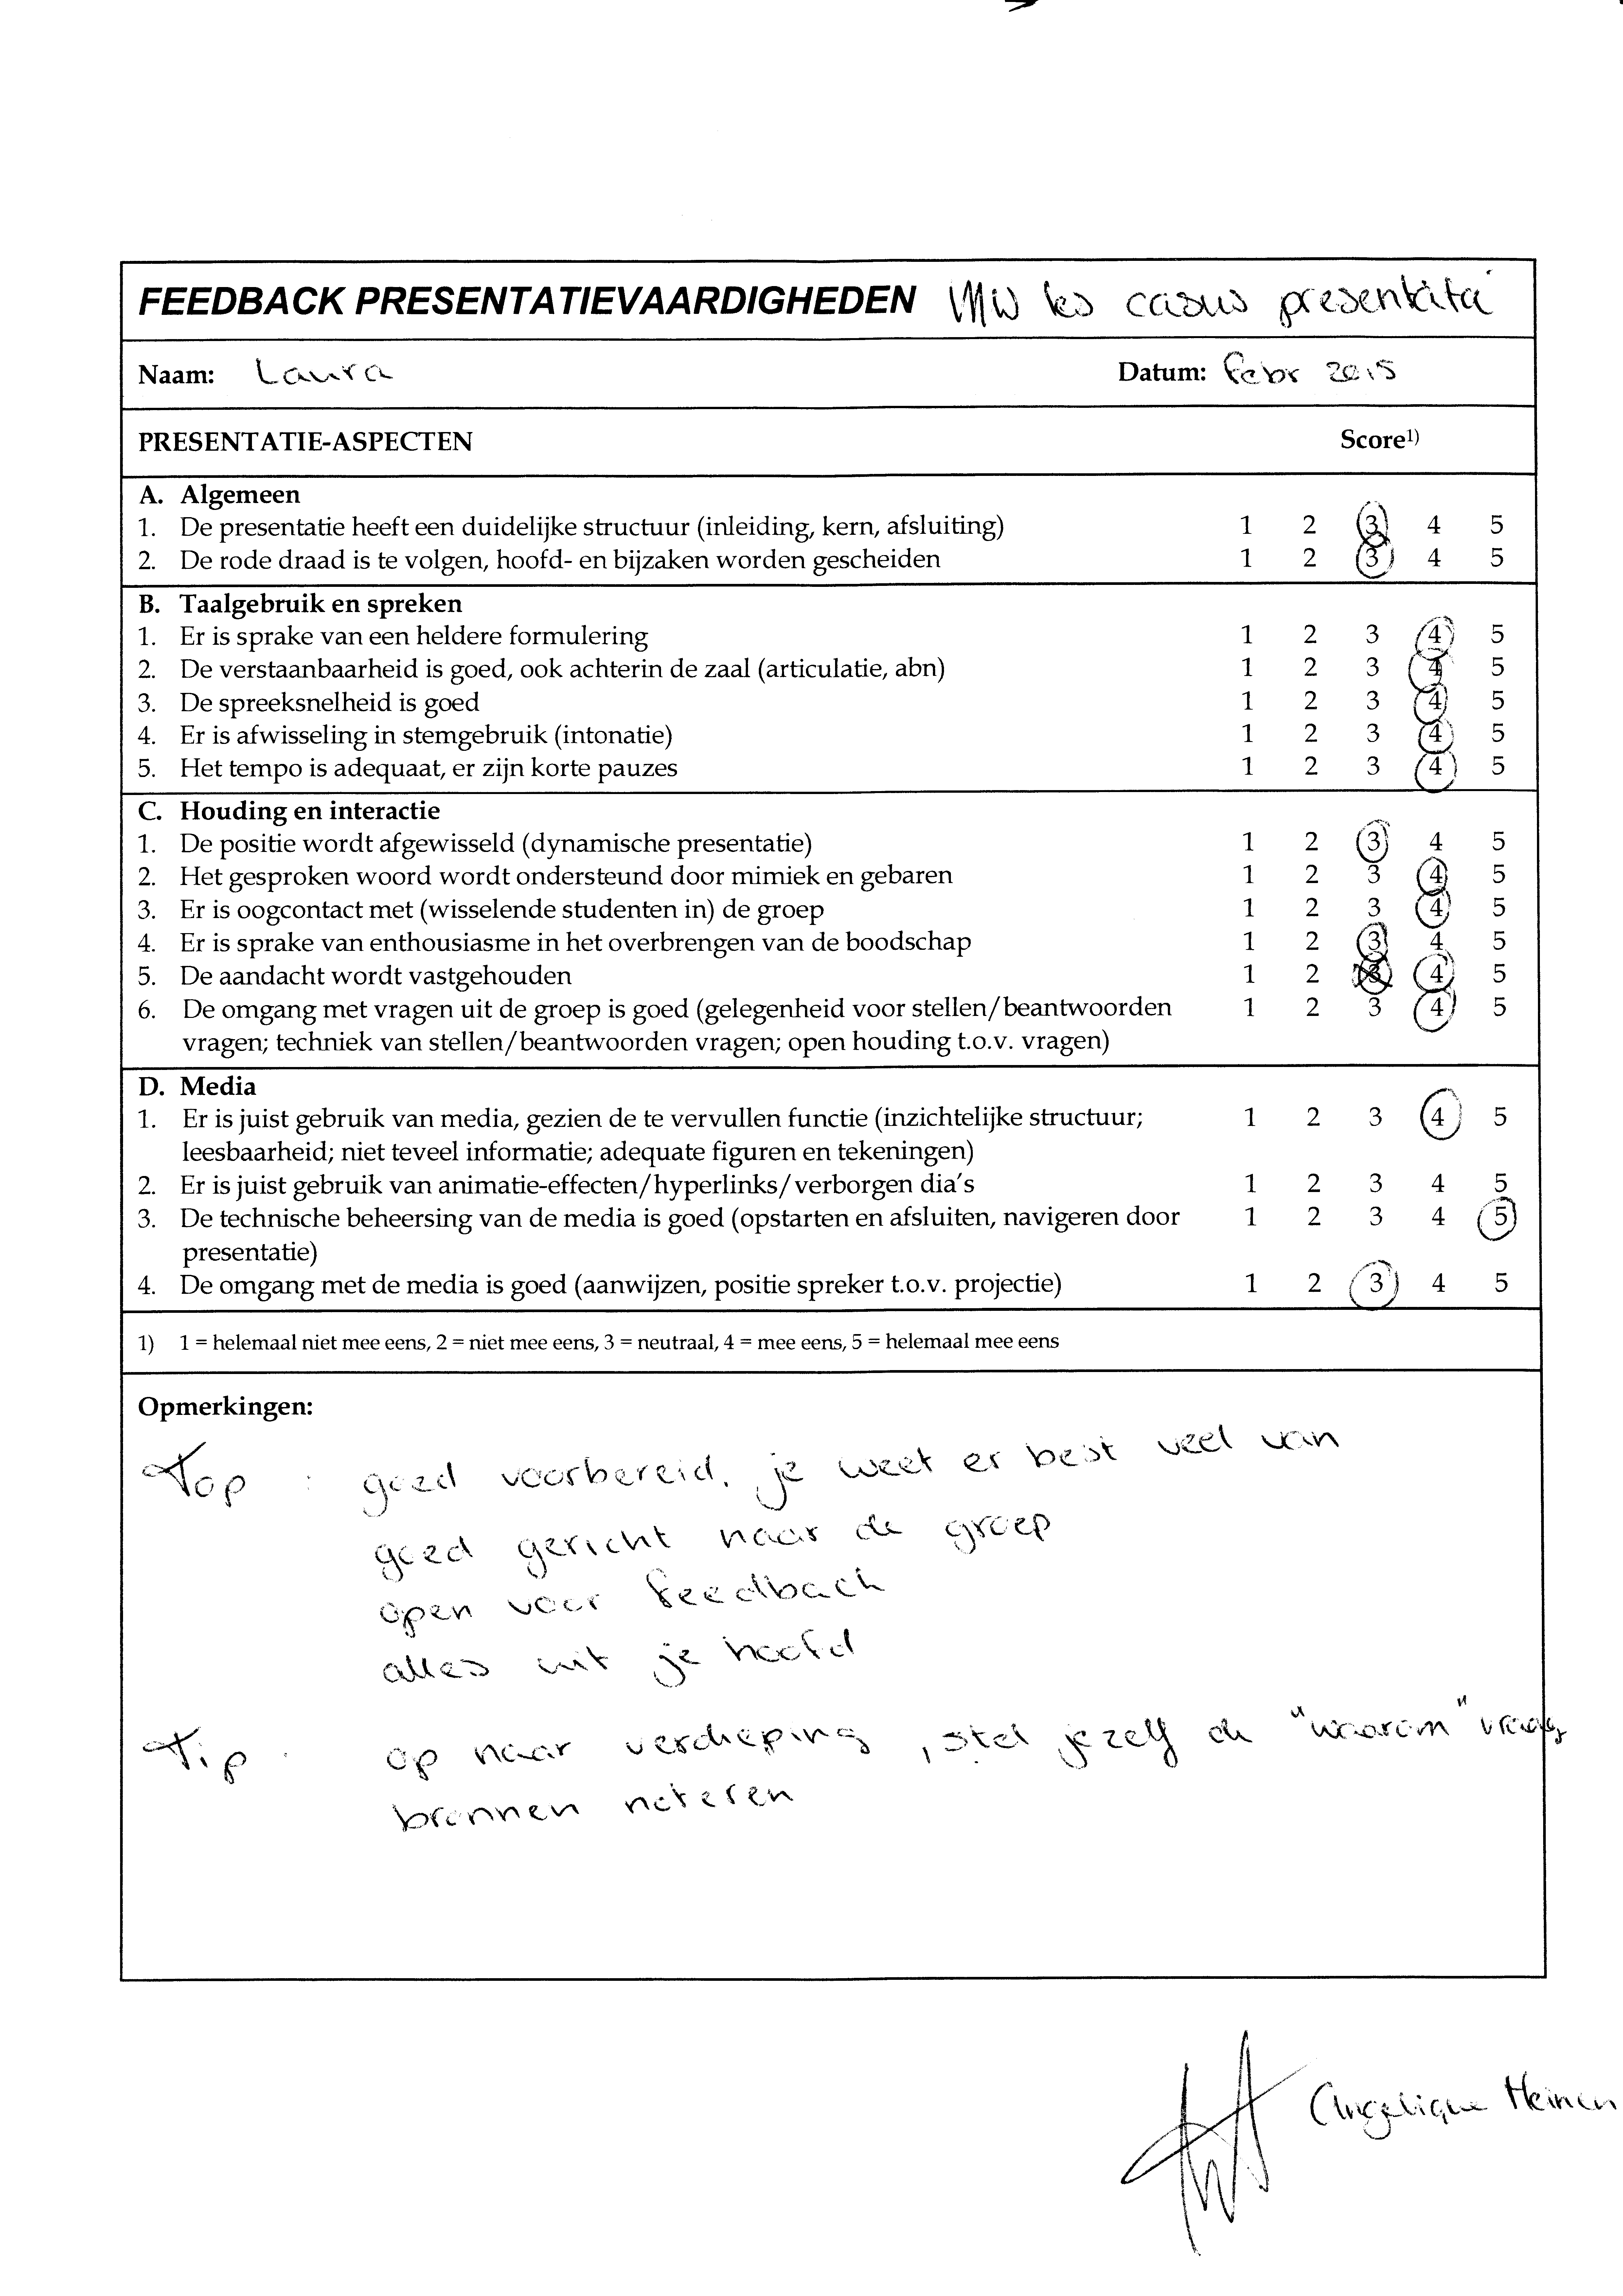 FEEDBACK PRESENTATIEVAARDIGHEDEN MW les casus presentatie
Naam: Laura Datum: Febr 2015
PRESENTATIE-ASPECTEN Score1)
A. Algemeen
1. De presentatie heeft een duidelijke structuur (inleiding, kern, afsluiting) 1 2 3 4 5
2. De rode draad is te volgen, hoofd- en bijzaken worden gescheiden 1 2 3 4 5
B. Taalgebruik en spreken
1. Er is sprake van een heldere formulering 1 2 3 4 5
2. De verstaanbaarheid is goed, ook achterin de zaal (articulatie, abn) 1 2 3 4 5
3. De spreeksnelheid is goed 1 2 3 4 5
4. Er is afwisseling in stemgebruik (intonatie) 1 2 3 4 5
5. Het tempo is adequaat, er zijn korte pauzes 1 2 3 4 5
C. Houding en interactie
1. De positie wordt afgewisseld (dynamische presentatie) 1 2 3 4 5
2. Het gesproken woord wordt ondersteund door mimiek en gebaren 1 2 3 4 5
3. Er is oogcontact met (wisselende studenten in) de groep 1 2 3 4 5
4. Er is sprake van enthousiasme in het overbrengen van de boodschap 1 2 3 4 5
5. De aandacht wordt vastgehouden 1 2 3 4 5
6. De omgang met vragen uit de groep is goed (gelegenheid voor stellen/beantwoorden 1 2 3 4 5
vragen; techniek van stellen/beantwoorden vragen; open houding t.o.v. vragen)
D. Media
1. Er is juist gebruik van media, gezien de te vervullen functie (inzichtelijke structuur; 1 2 3 4 5
leesbaarheid; niet teveel informatie; adequate figuren en tekeningen)
2. Er is juist gebruik van animatie-effecten/hyperlinks/verborgen dia's 1 2 3 4 5
3. De technische beheersing van de media is goed (opstarten en afsluiten, navigeren door 1 2 3 4 5
presentatie)
4. De omgang met de media is goed (aanwijzen, positie spreker t.o.v. projectie) 1 2 3 4 5
1) 1 = helemaal niet mee eens, 2 = niet mee eens, 3 = neutraal, 4 = mee eens, 5 = helemaal mee eens
Opmerkingen:
Top : goed voorbereid, je weet er best veel van
goed gericht naar de groep
open voor feedback
alles uit je hoofd
Tip : op naar verdieping, stel jezelf de "waarom" vraag
bronnen noteren
Angelique Heinen